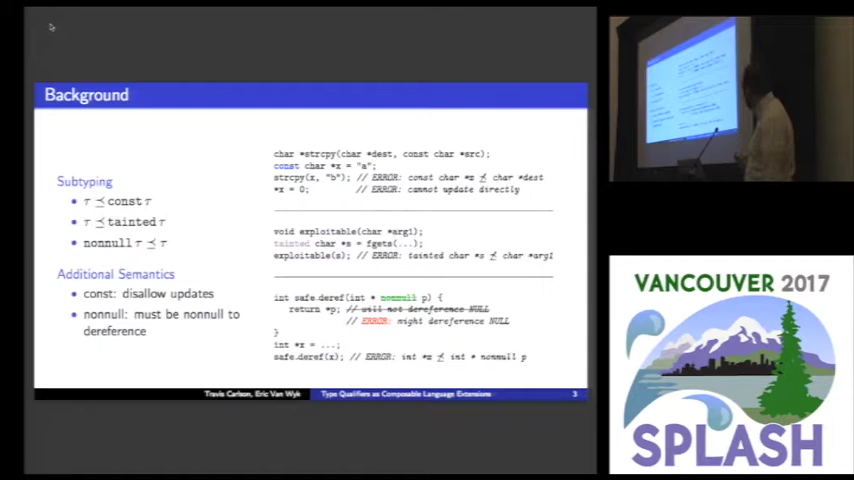 Background
Subtyping
• τ ⪯ const τ
• τ ⪯ tainted τ
• nonnull τ ⪯ τ
Additional Semantics
• const: disallow updates
• nonnull: must be nonnull to
dereference
char *strcpy(char *dest, const char *src);
const char *x = "a";
strcpy(x, "b"); // ERROR: const char *x ⋠ char *dest
*x = 0; // ERROR: cannot update directly
void exploitable(char *arg1);
tainted char *s = fgets(...);
exploitable(s); // ERROR: tainted char *s ⋠ char *arg1
int safe_deref(int * nonnull p) {
return *p; // will not dereference NULL
// ERROR: might dereference NULL
}
int *x = ...;
safe_deref(x); // ERROR: int *x ⋠ int * nonnull p
Travis Carlson, Eric Van Wyk
Type Qualifiers as Composable Language Extensions
3
VANCOUVER 2017
SPLASH